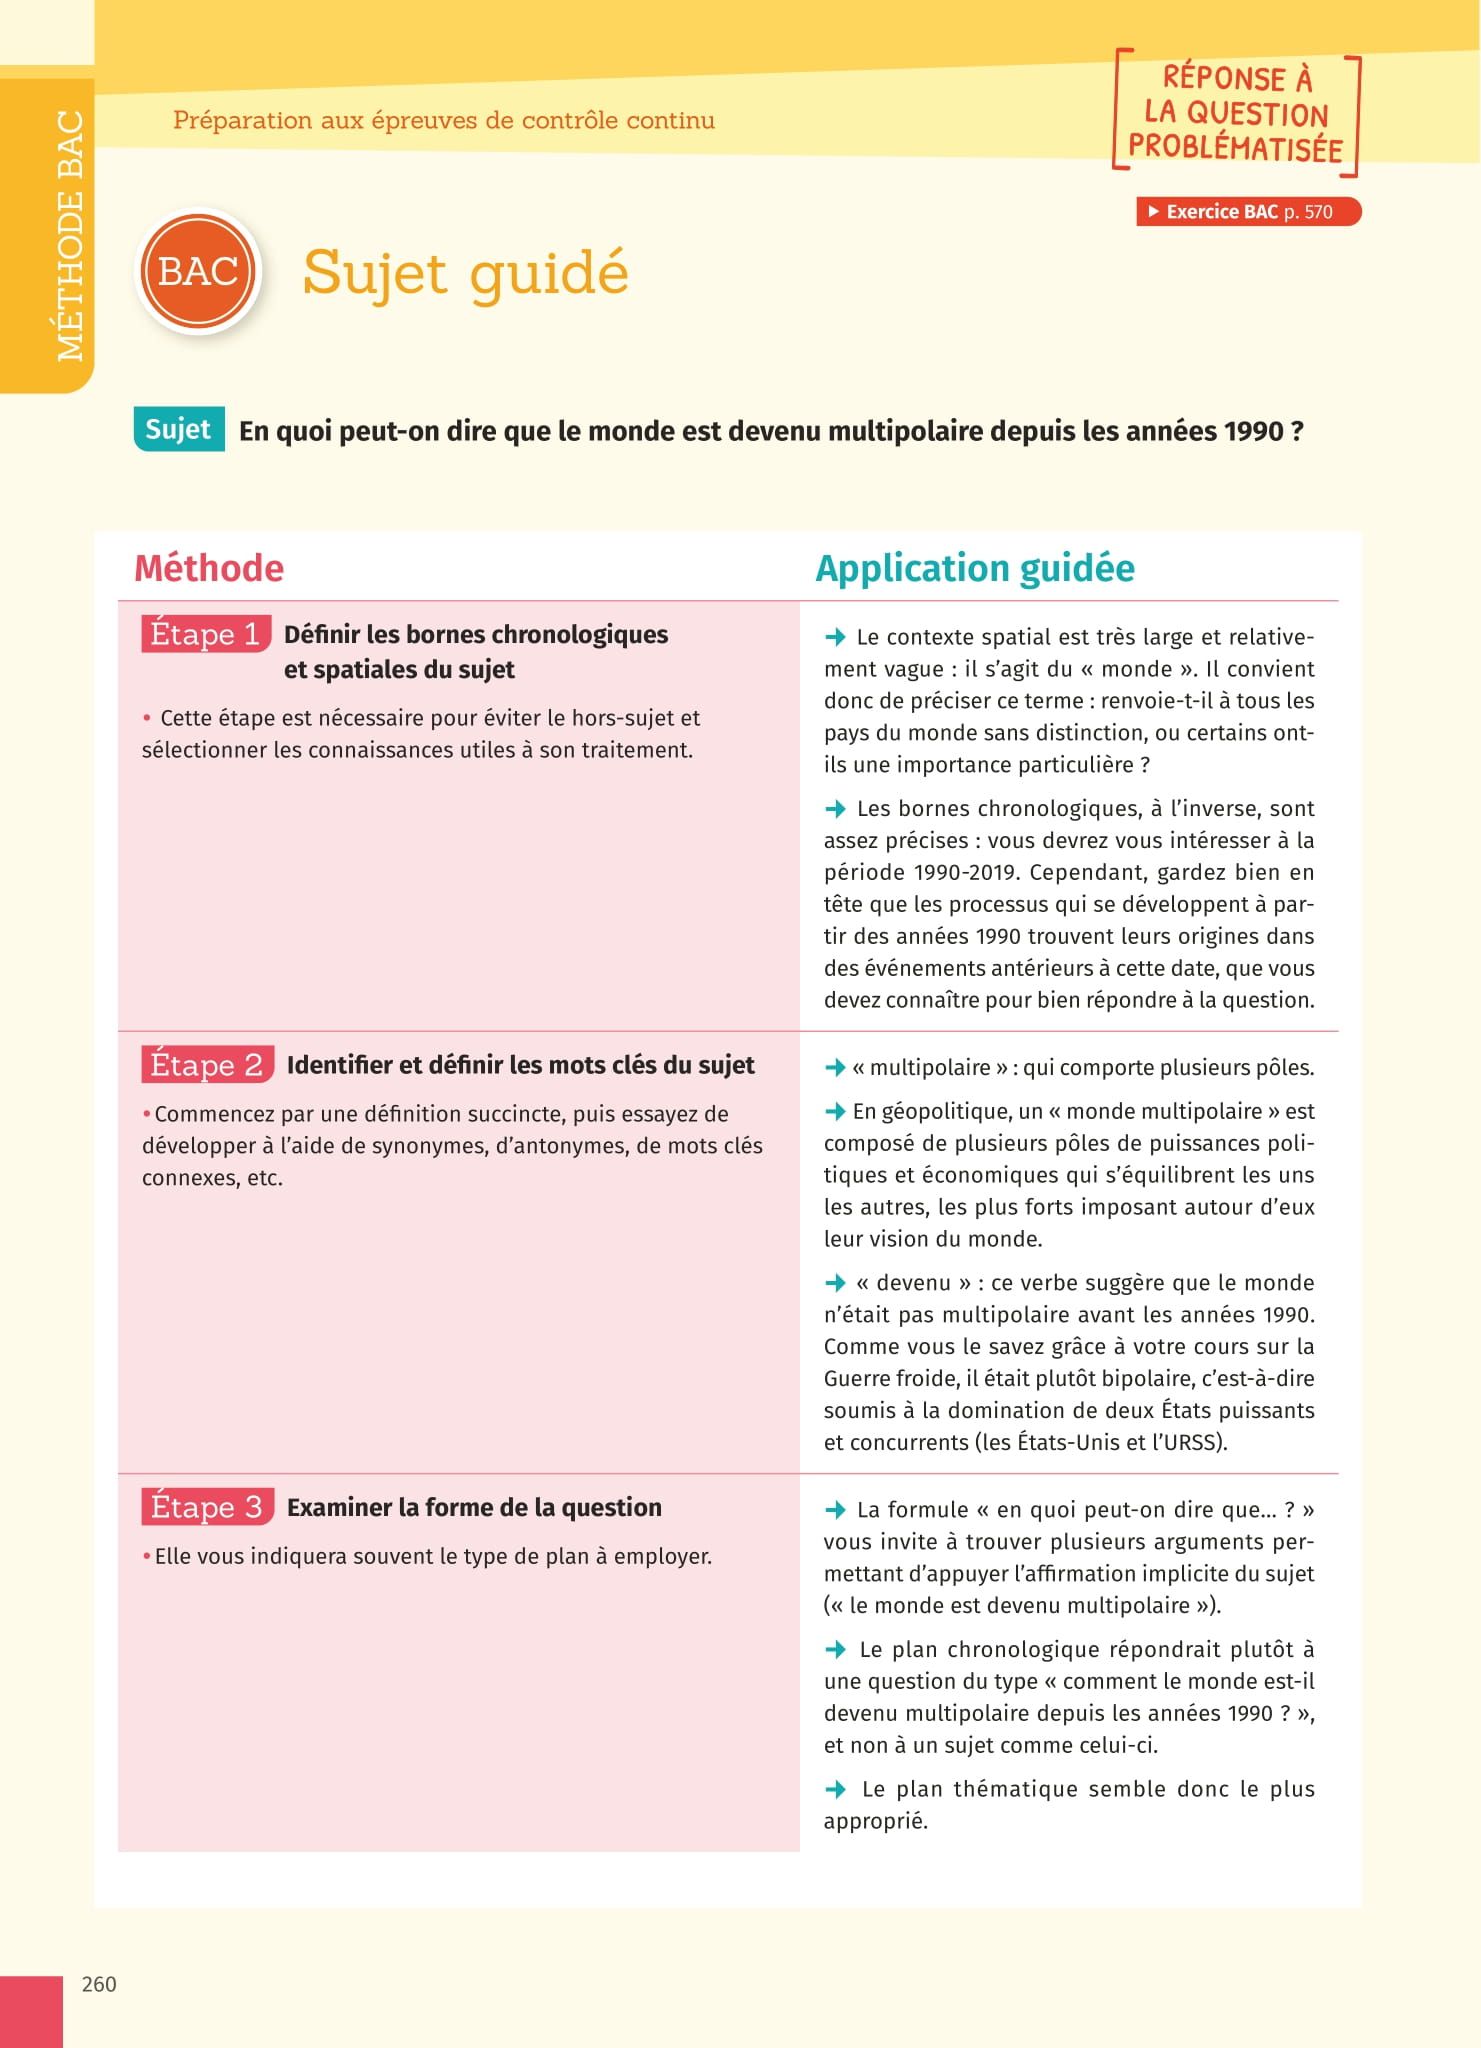 MÉTHODE BAC
Préparation aux épreuves de contrôle continu
RÉPONSE À
LA QUESTION
PROBLÉMATISÉE
Exercice BAC p. 570
BAC
Sujet guidé
Sujet En quoi peut-on dire que le monde est devenu multipolaire depuis les années 1990 ?
Méthode
Étape 1 Définir les bornes chronologiques
et spatiales du sujet
• Cette étape est nécessaire pour éviter le hors-sujet et
sélectionner les connaissances utiles à son traitement.
Application guidée
→ Le contexte spatial est très large et relative-
ment vague : il s’agit du « monde ». Il convient
donc de préciser ce terme : renvoie-t-il à tous les
pays du monde sans distinction, ou certains ont-
ils une importance particulière ?
→ Les bornes chronologiques, à l’inverse, sont
assez précises : vous devrez vous intéresser à la
période 1990-2019. Cependant, gardez bien en
tête que les processus qui se développent à par-
tir des années 1990 trouvent leurs origines dans
des événements antérieurs à cette date, que vous
devez connaître pour bien répondre à la question.
Étape 2 Identifier et définir les mots clés du sujet
• Commencez par une définition succincte, puis essayez de
développer à l’aide de synonymes, d’antonymes, de mots clés
connexes, etc.
→ « multipolaire » : qui comporte plusieurs pôles.
→ En géopolitique, un « monde multipolaire » est
composé de plusieurs pôles de puissances poli-
tiques et économiques qui s’équilibrent les uns
les autres, les plus forts imposant autour d’eux
leur vision du monde.
→ « devenu » : ce verbe suggère que le monde
n’était pas multipolaire avant les années 1990.
Comme vous le savez grâce à votre cours sur la
Guerre froide, il était plutôt bipolaire, c’est-à-dire
soumis à la domination de deux États puissants
et concurrents (les États-Unis et l’URSS).
Étape 3 Examiner la forme de la question
• Elle vous indiquera souvent le type de plan à employer.
→ La formule « en quoi peut-on dire que... ? »
vous invite à trouver plusieurs arguments per-
mettant d’appuyer l’affirmation implicite du sujet
(« le monde est devenu multipolaire »).
→ Le plan chronologique répondrait plutôt à
une question du type « comment le monde est-il
devenu multipolaire depuis les années 1990 ? »,
et non à un sujet comme celui-ci.
→ Le plan thématique semble donc le plus
approprié.
260